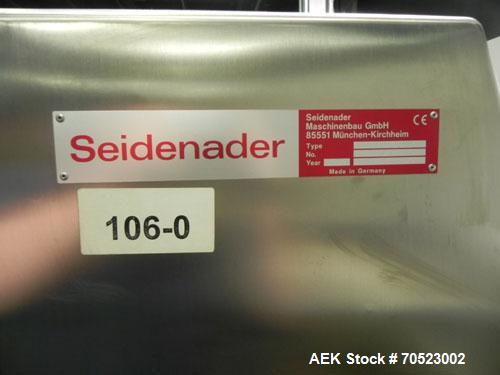 Seidenader
Seidenader
Maschinenbau GmbH
85551 München-Kirchheim
CE
Type
No.
Year
Made in Germany
106-0
AEK Stock # 70523002